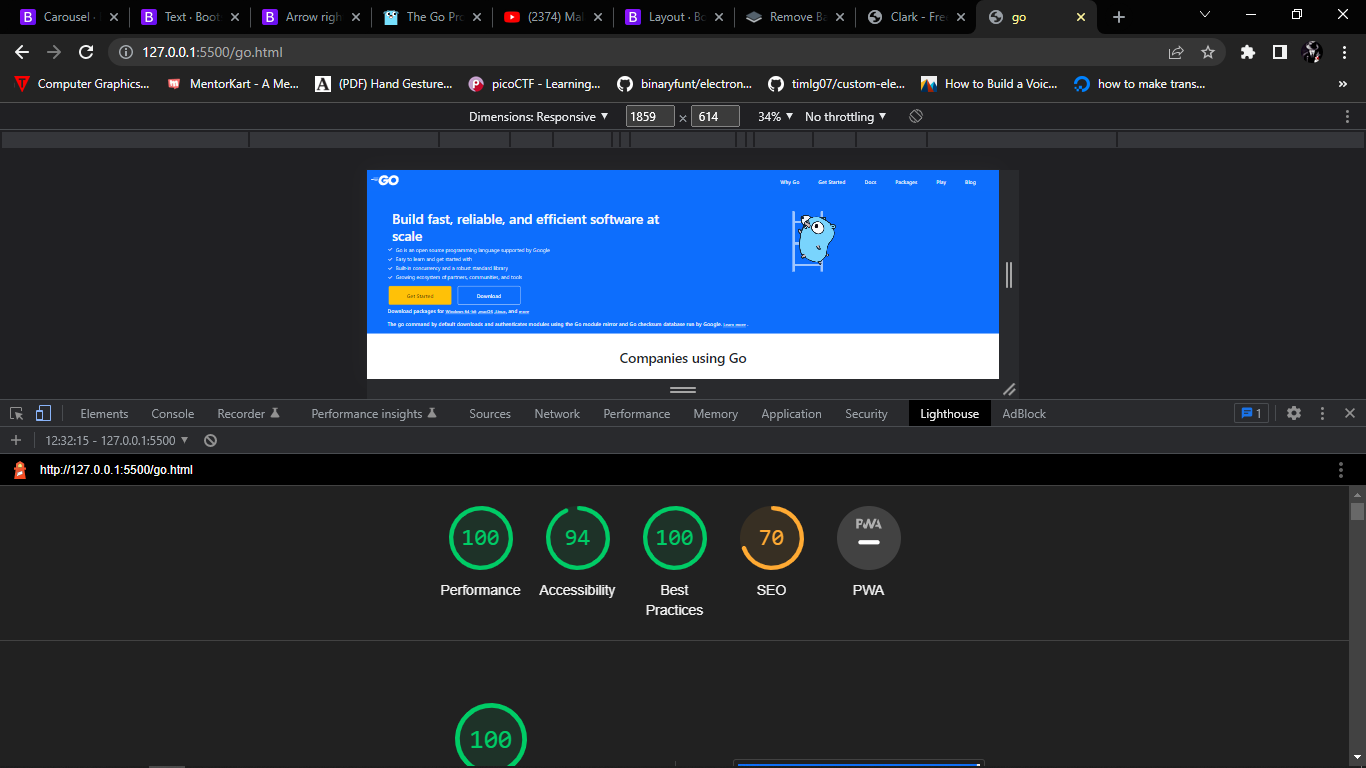 Carousel ·
Text · Boot
Arrow righ
The Go Pro
(2374) Mal
Layout · Bo
Remove Ba
Clark - Free
go
127.0.0.1:5500/go.html
Computer Graphics...
MentorKart - A Me...
(PDF) Hand Gesture...
picoCTF - Learning...
binaryfunt/electron...
timlg07/custom-ele...
How to Build a Voic...
how to make trans...
»
Dimensions: Responsive 1859 × 614 34% No throttling
GO
Why Go Get Started Docs Packages Play Blog
Build fast, reliable, and efficient software at
scale
Go is an open source programming language supported by Google
Easy to learn and get started with
Built-in concurrency and a robust standard library
Growing ecosystem of partners, communities, and tools
Get Started Download
Download packages for Windows 64-bit ,macOS ,Linux, and more
The go command by default downloads and authenticates modules using the Go module mirror and Go checksum database run by Google. Learn more .
Companies using Go
Elements Console Recorder Performance insights Sources Network Performance Memory Application Security Lighthouse AdBlock 1
12:32:15 - 127.0.0.1:5500
http://127.0.0.1:5500/go.html
100
Performance
94
Accessibility
100
Best
Practices
70
SEO
PWA
PWA
100